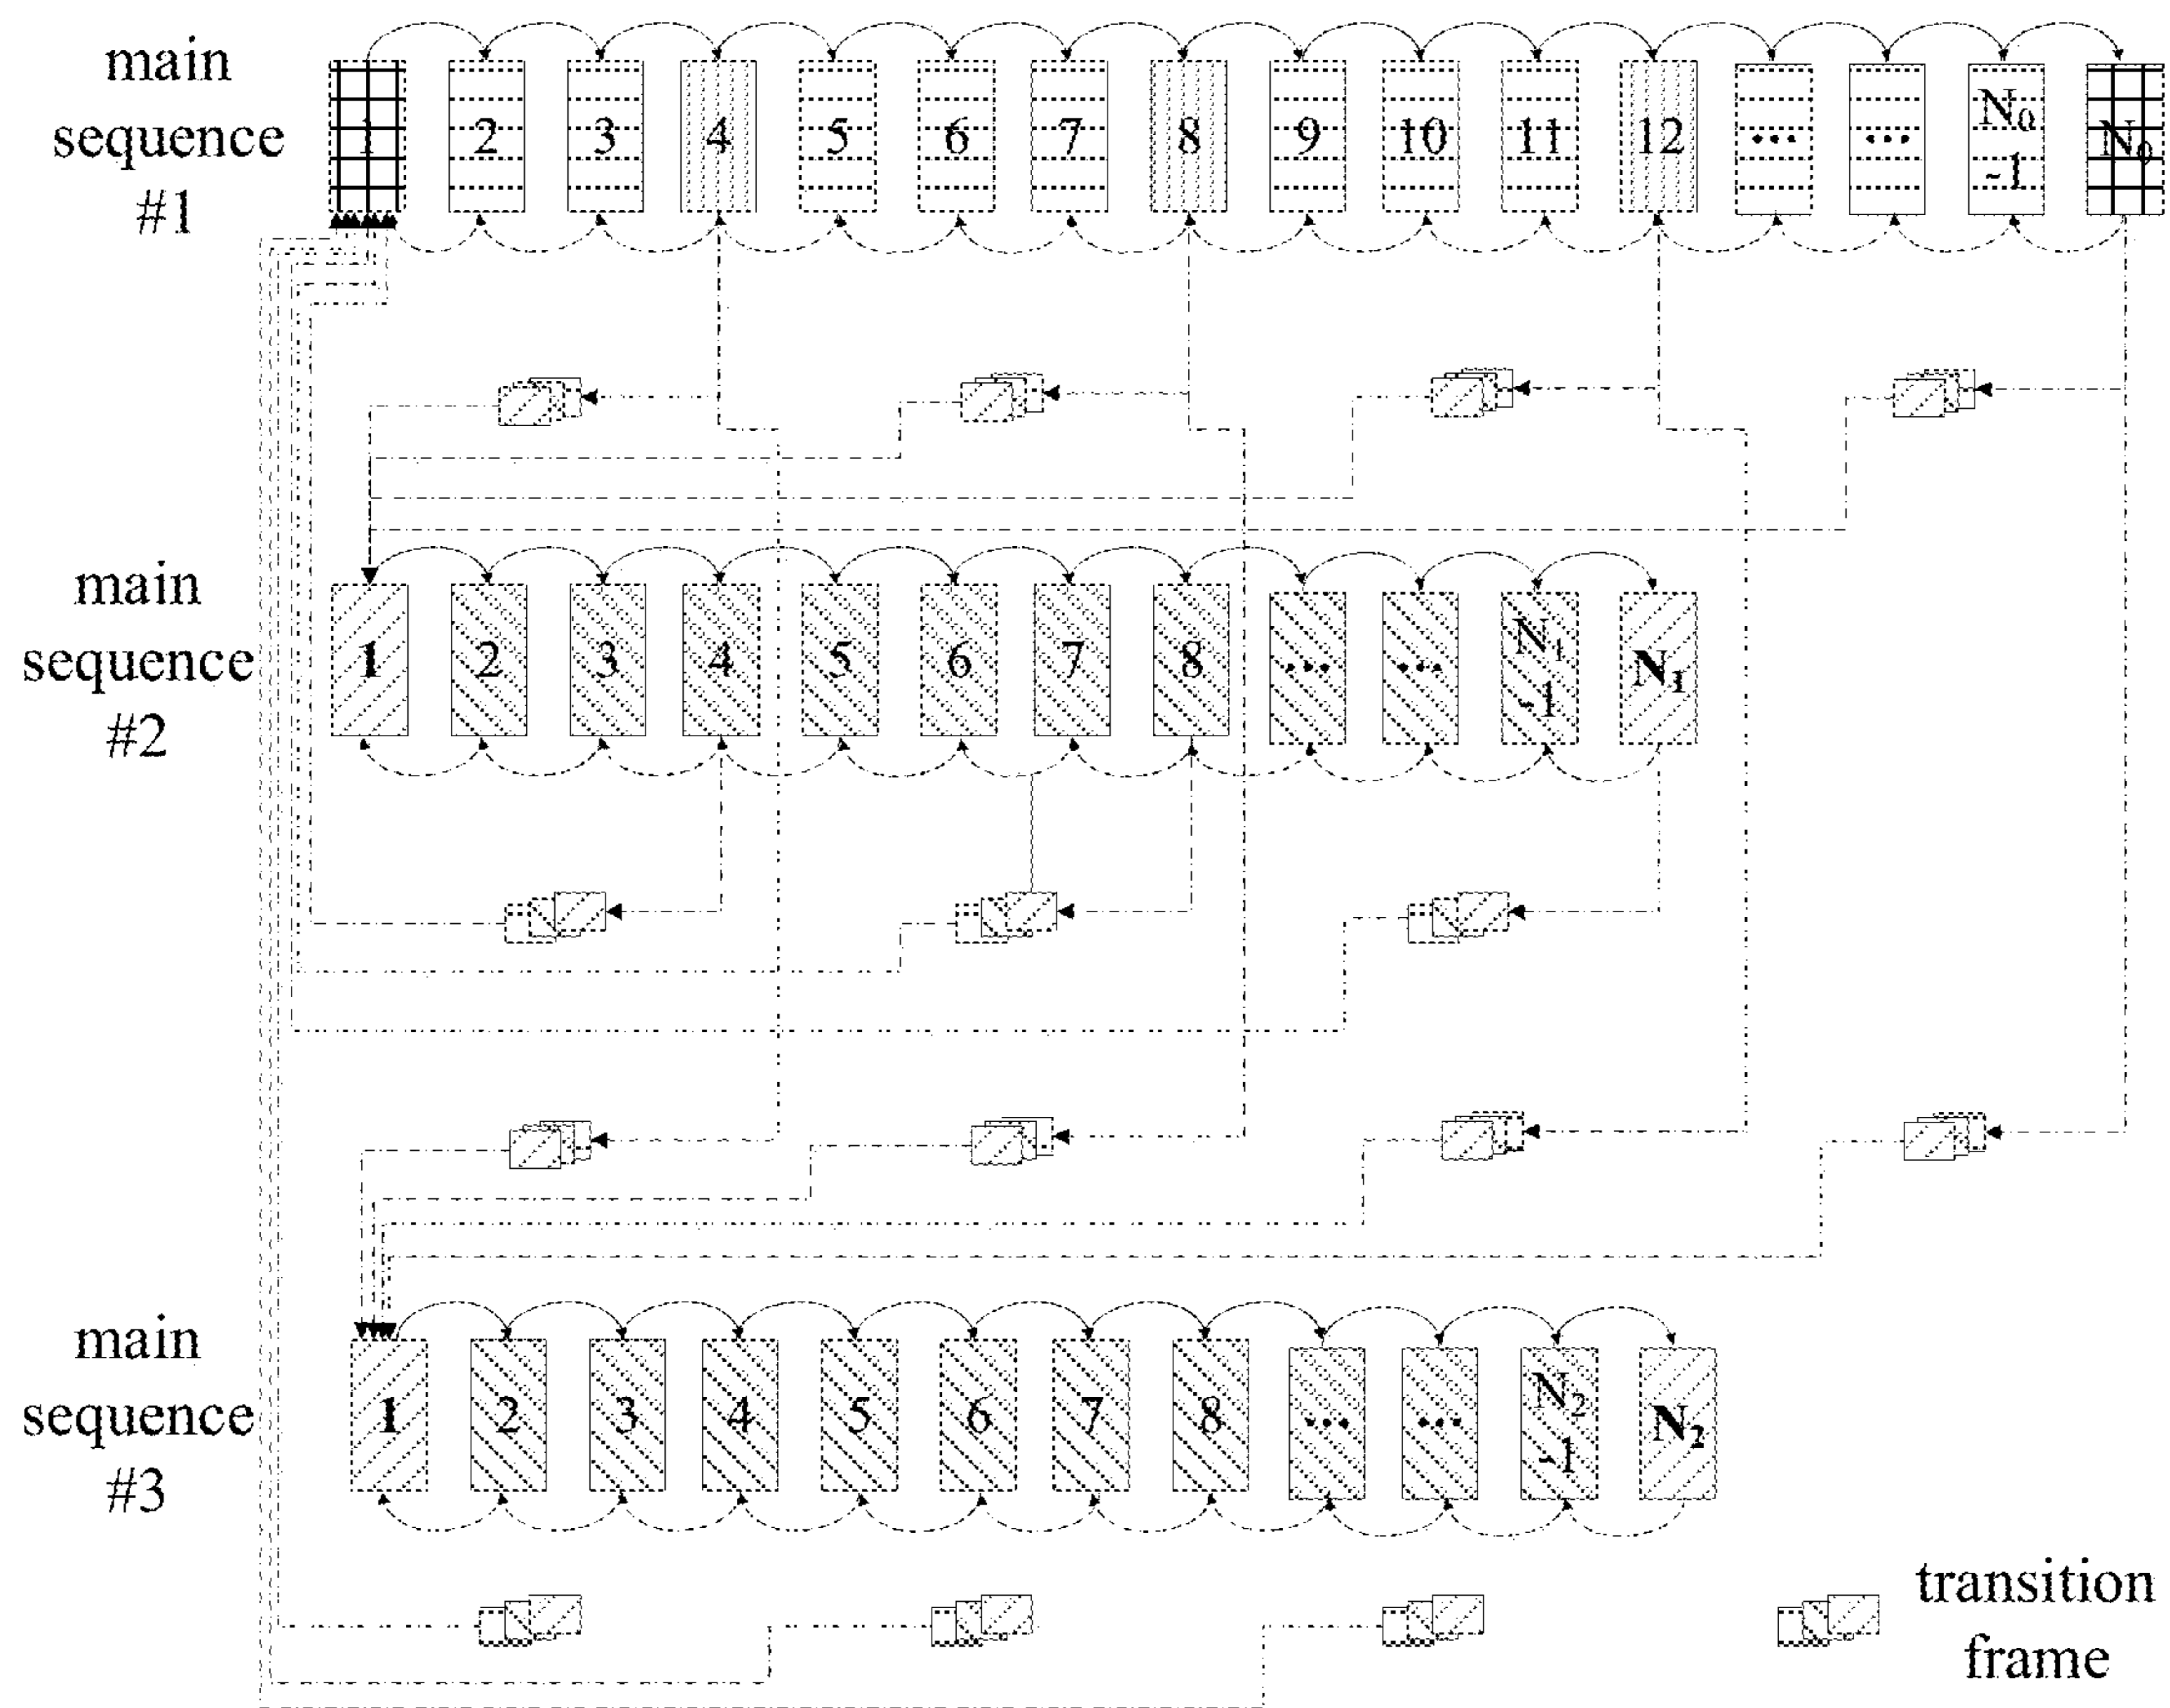 main
sequence
#1
1 2 3 4 5 6 7 8 9 10 11 12 ... ... N₀
-1 N₀
main
sequence
#2
1 2 3 4 5 6 7 8 ... ... N₁
-1 N₁
main
sequence
#3
1 2 3 4 5 6 7 8 ... ... N₂
-1 N₂
transition
frame